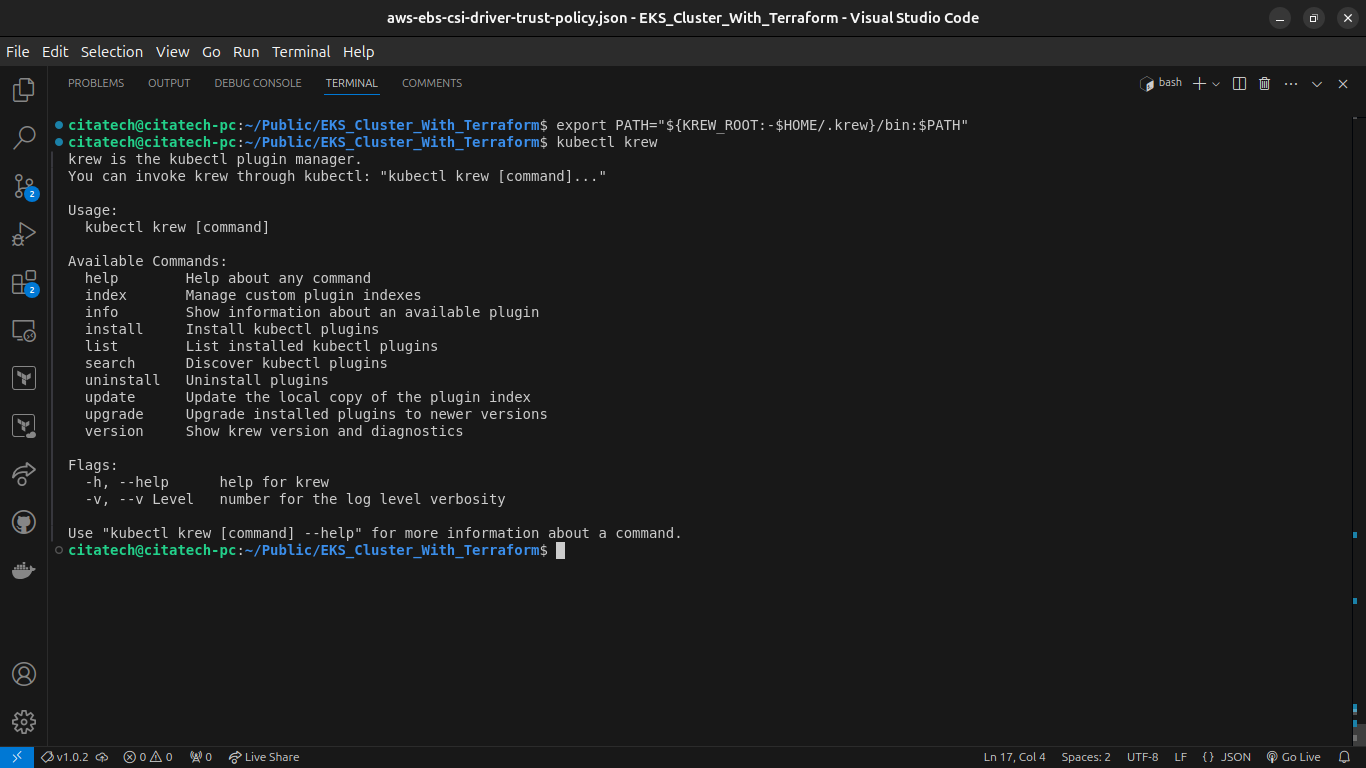 aws-ebs-csi-driver-trust-policy.json - EKS_Cluster_With_Terraform - Visual Studio Code
File Edit Selection View Go Run Terminal Help
PROBLEMS OUTPUT DEBUG CONSOLE TERMINAL COMMENTS bash
citatech@citatech-pc:~/Public/EKS_Cluster_With_Terraform$ export PATH="${KREW_ROOT:-$HOME/.krew}/bin:$PATH"
citatech@citatech-pc:~/Public/EKS_Cluster_With_Terraform$ kubectl krew
krew is the kubectl plugin manager.
You can invoke krew through kubectl: "kubectl krew [command]..."
Usage:
  kubectl krew [command]
Available Commands:
  help        Help about any command
  index       Manage custom plugin indexes
  info        Show information about an available plugin
  install     Install kubectl plugins
  list        List installed kubectl plugins
  search      Discover kubectl plugins
  uninstall   Uninstall plugins
  update      Update the local copy of the plugin index
  upgrade     Upgrade installed plugins to newer versions
  version     Show krew version and diagnostics
Flags:
  -h, --help      help for krew
  -v, --v Level   number for the log level verbosity
Use "kubectl krew [command] --help" for more information about a command.
citatech@citatech-pc:~/Public/EKS_Cluster_With_Terraform$
2
2
v1.0.2 0 0 0 Live Share Ln 17, Col 4 Spaces: 2 UTF-8 LF { } JSON Go Live